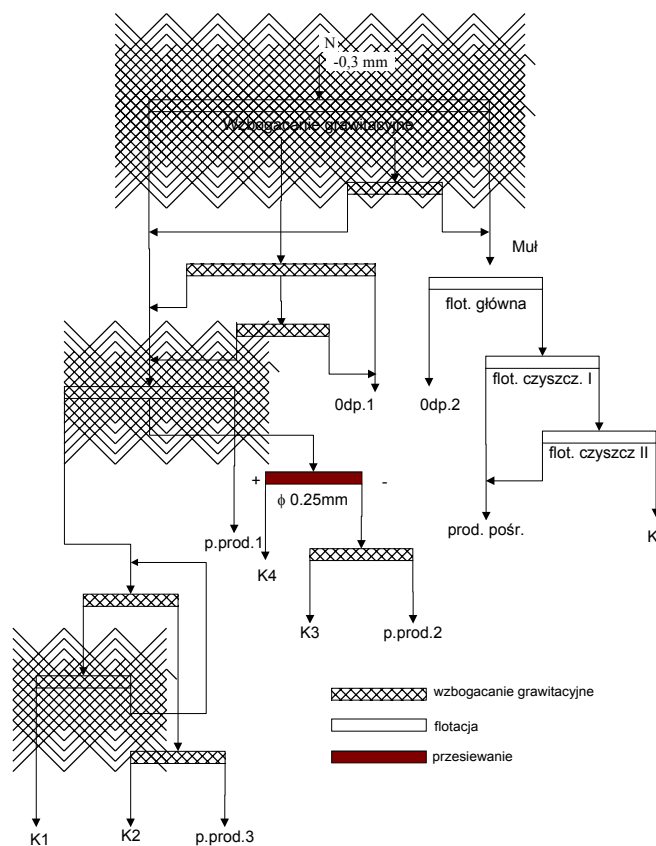 N
-0,3 mm
Wzbogacanie grawitacyjne
Muł
flot. główna
flot. czyszcz. I
0dp.1
0dp.2
flot. czyszcz II
+
-
ϕ 0.25mm
prod. pośr.
K
p.prod.1
K4
K3
p.prod.2
wzbogacanie grawitacyjne
flotacja
przesiewanie
K1
K2
p.prod.3